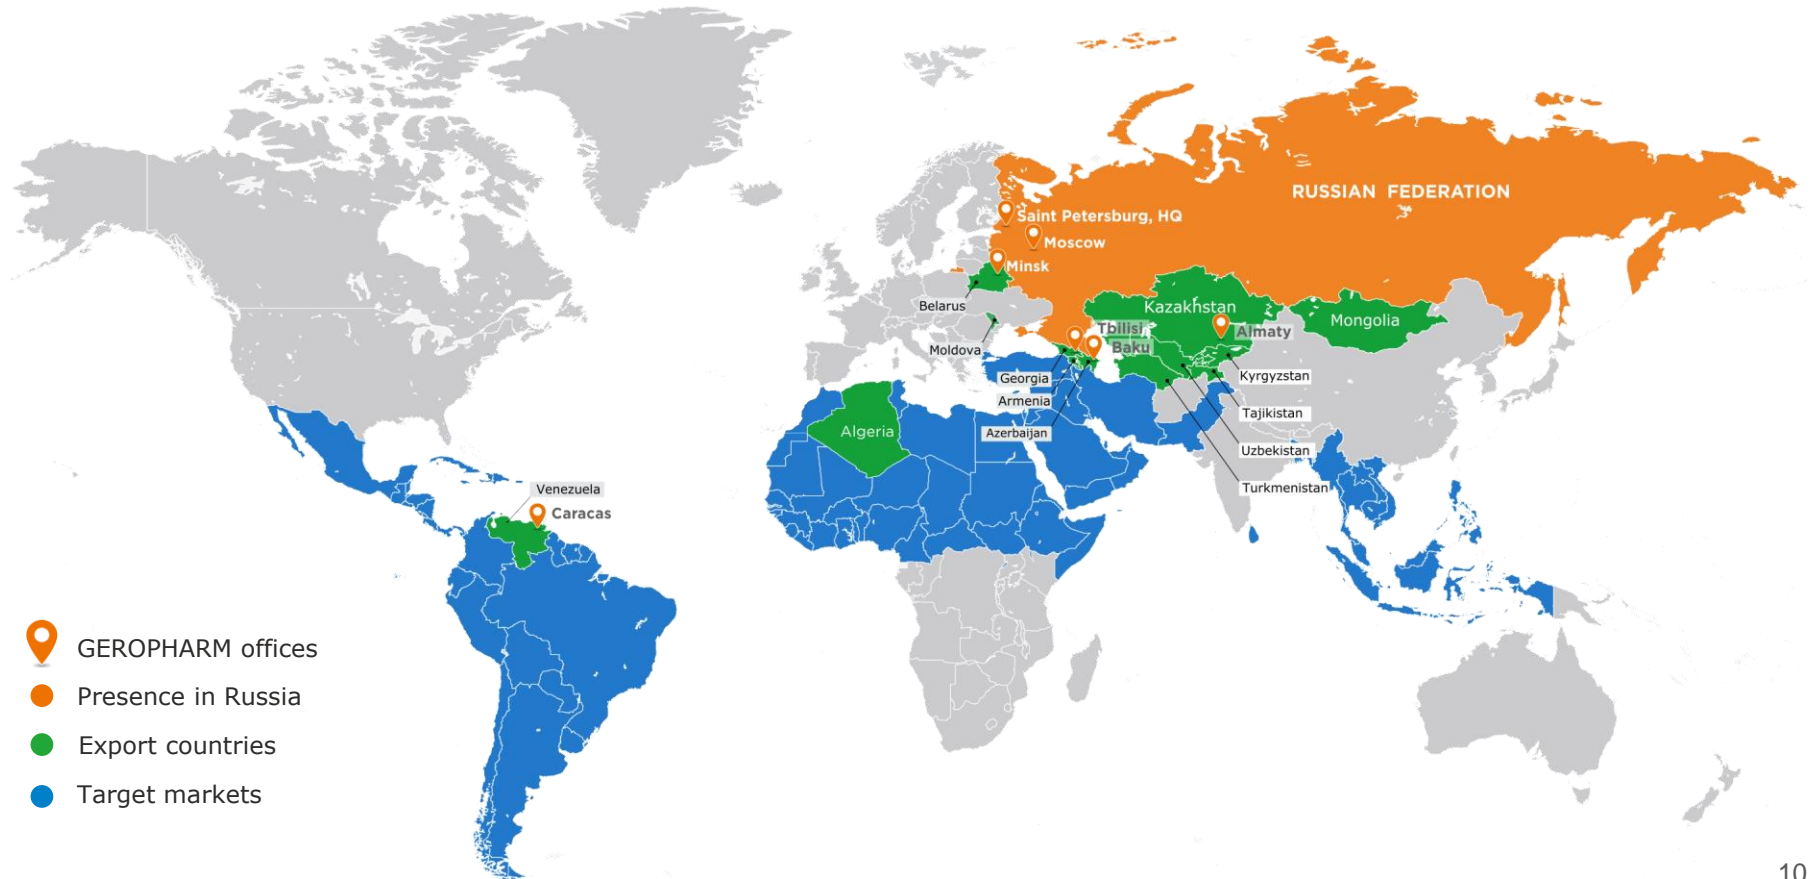 RUSSIAN FEDERATION
Saint Petersburg, HQ
Moscow
Minsk
Belarus
Kazakhstan
Mongolia
Tbilisi
Almaty
Baku
Moldova
Georgia
Kyrgyzstan
Armenia
Tajikistan
Algeria
Azerbaijan
Uzbekistan
Turkmenistan
Venezuela
Caracas
GEROPHARM offices
Presence in Russia
Export countries
Target markets
10